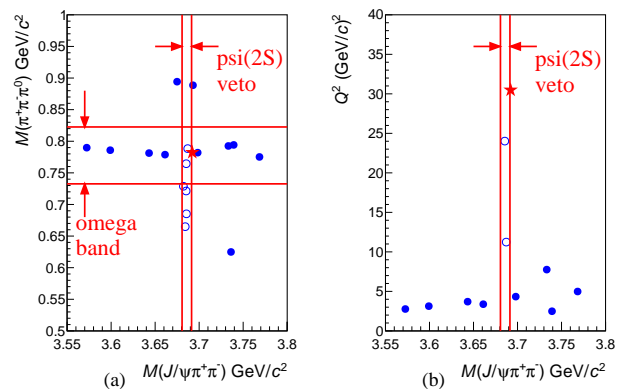 M(π⁺π⁻π⁰) GeV/c²
1
0.95
0.9
0.85
0.8
0.75
0.7
0.65
0.6
0.55
0.5
psi(2S)
veto
omega
band
3.55 3.6 3.65 3.7 3.75 3.8
(a)
M(J/ψπ⁺π⁻) GeV/c²
Q² (GeV/c)²
40
35
30
25
20
15
10
5
0
psi(2S)
veto
3.55 3.6 3.65 3.7 3.75 3.8
(b)
M(J/ψπ⁺π⁻) GeV/c²